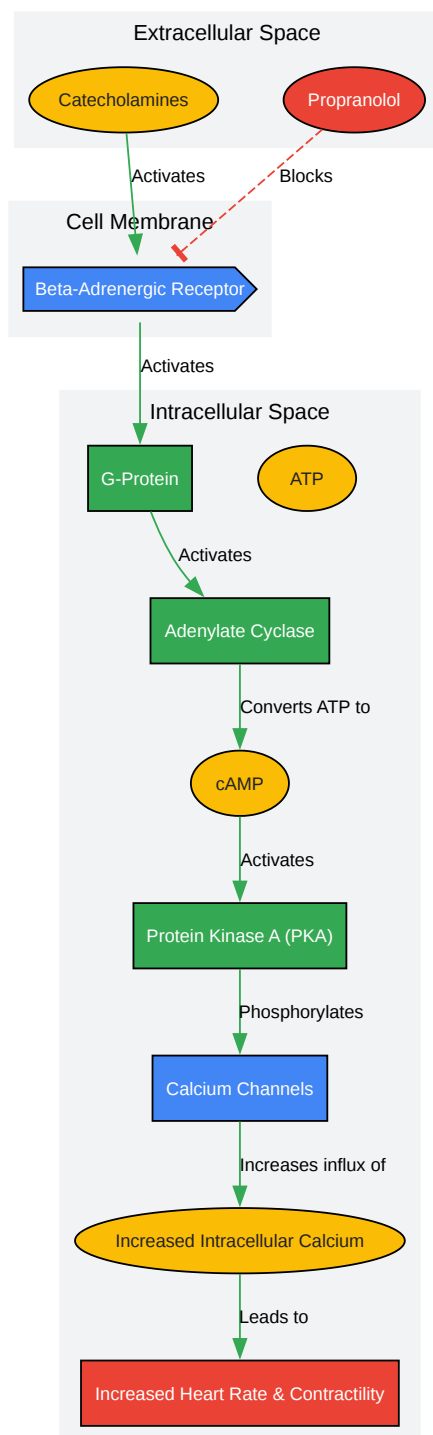 Extracellular Space
Catecholamines
Propranolol
Activates
Blocks
Cell Membrane
Beta-Adrenergic Receptor
Activates
Intracellular Space
G-Protein
ATP
Activates
Adenylate Cyclase
Converts ATP to
cAMP
Activates
Protein Kinase A (PKA)
Phosphorylates
Calcium Channels
Increases influx of
Increased Intracellular Calcium
Leads to
Increased Heart Rate & Contractility